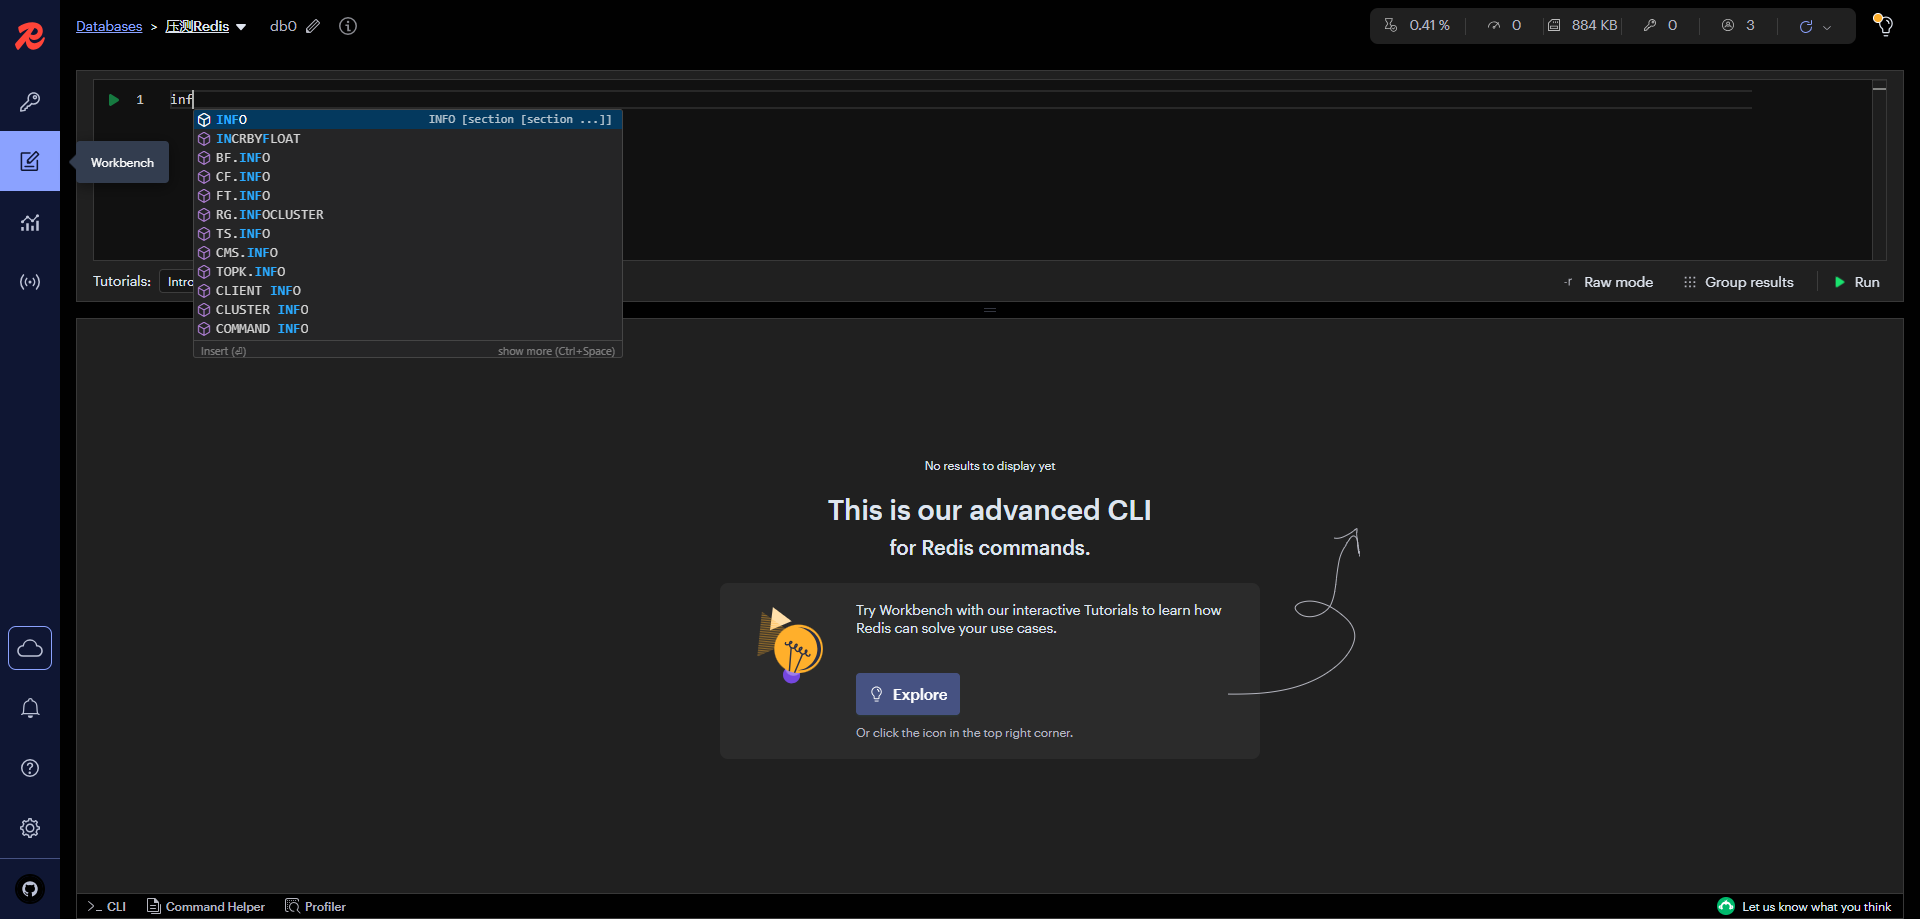 Databases > 压测Redis db0 0.41 % 0 884 KB 0 3
1 inf
INFO INFO [section [section ...]]
INCRBYFLOAT
BF.INFO
Workbench
CF.INFO
FT.INFO
RG.INFOCLUSTER
TS.INFO
CMS.INFO
TOPK.INFO
CLIENT INFO
CLUSTER INFO
COMMAND INFO
Insert (⏎) show more (Ctrl+Space)
Tutorials: Intro -r Raw mode Group results Run
No results to display yet
This is our advanced CLI
for Redis commands.
Try Workbench with our interactive Tutorials to learn how
Redis can solve your use cases.
Explore
Or click the icon in the top right corner.
>_ CLI Command Helper Profiler Let us know what you think